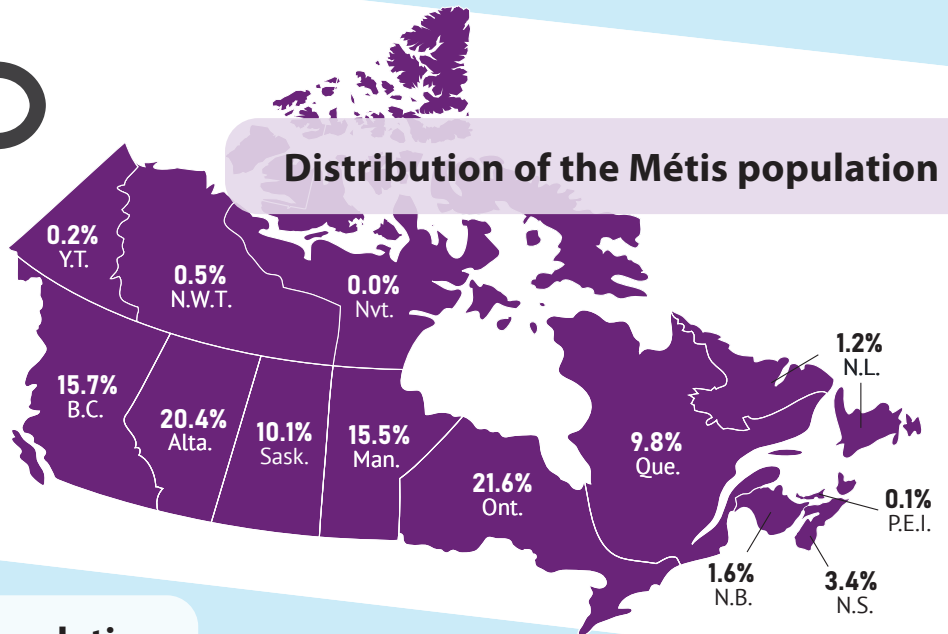 Distribution of the Métis population
0.2%
Y.T.
0.5%
N.W.T.
0.0%
Nvt.
1.2%
N.L.
15.7%
B.C.
20.4%
Alta.
10.1%
Sask.
15.5%
Man.
9.8%
Que.
21.6%
Ont.
0.1%
P.E.I.
1.6%
N.B.
3.4%
N.S.